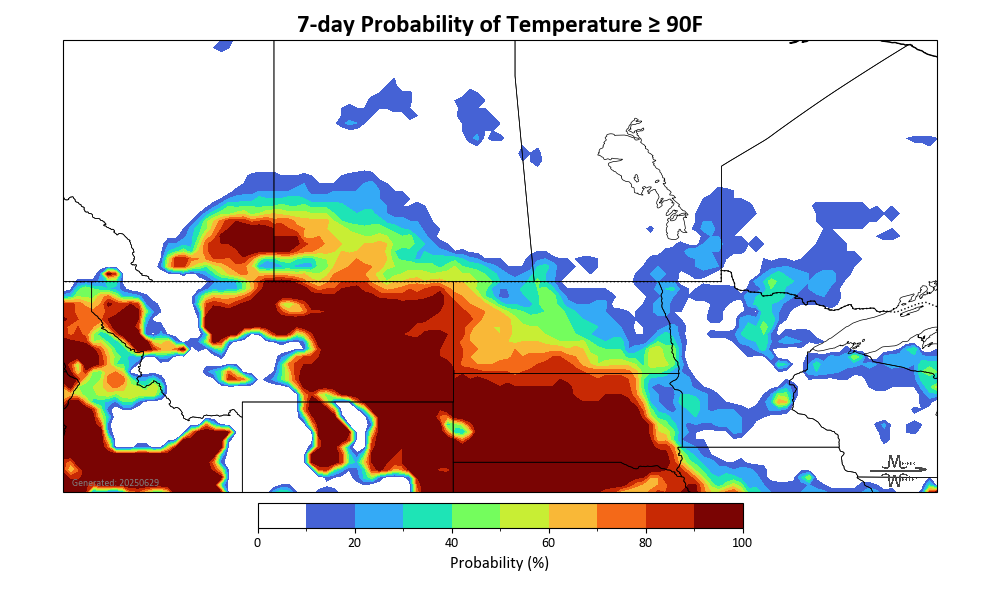 7-day Probability of Temperature ≥ 90F
Generated: 20250629
0 20 40 60 80 100
Probability (%)